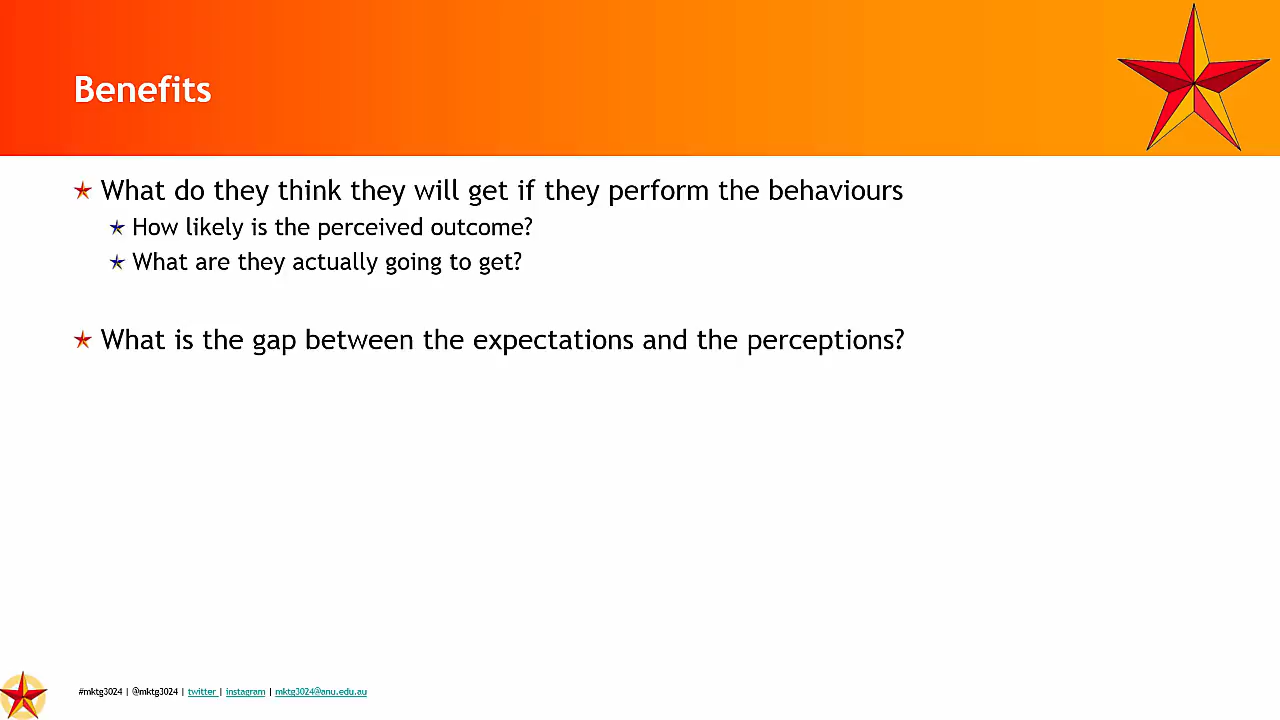 Benefits
What do they think they will get if they perform the behaviours
How likely is the perceived outcome?
What are they actually going to get?
What is the gap between the expectations and the perceptions?
#mktg3024 | @mktg3024 | twitter | instagram | mktg3024@anu.edu.au